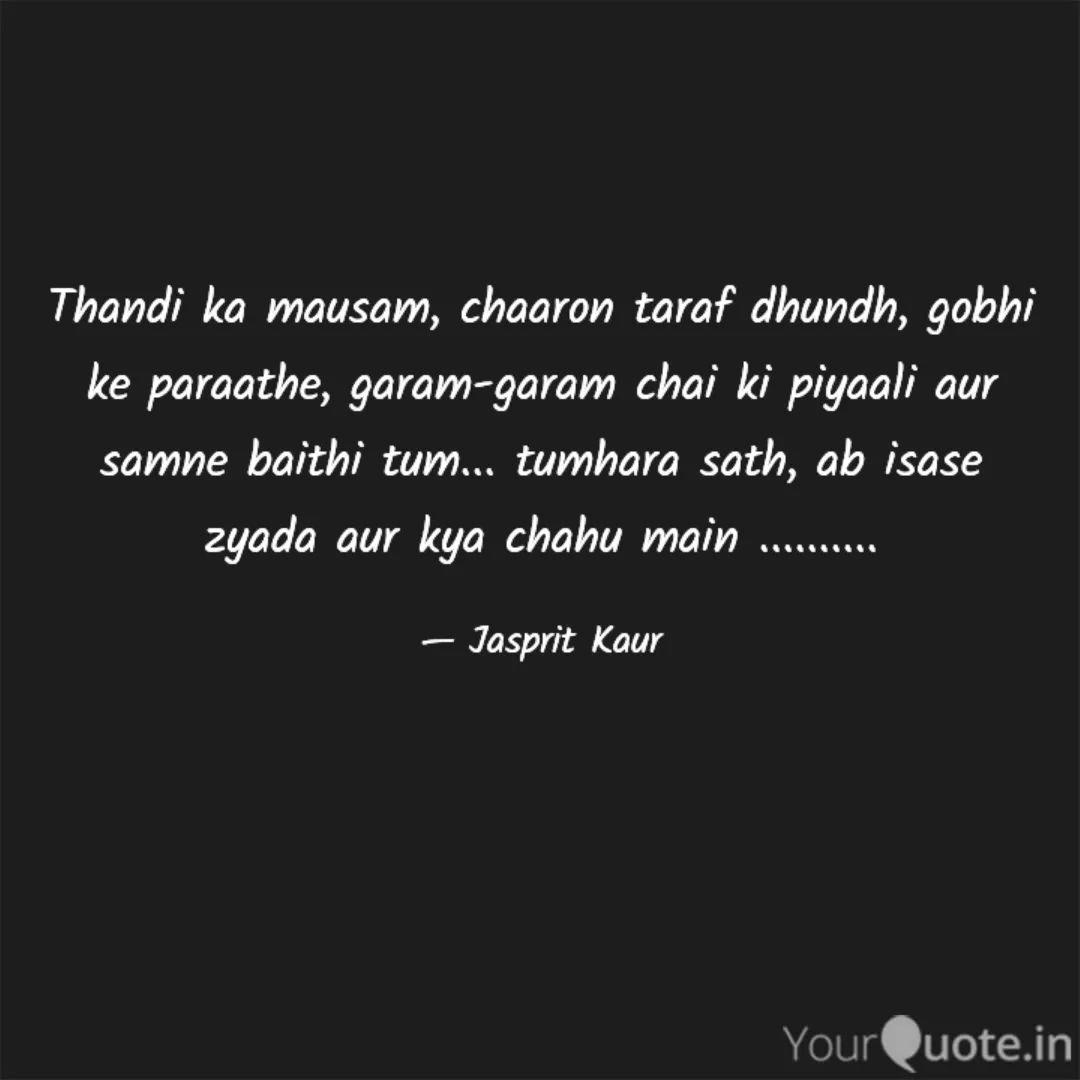 Thandi ka mausam, chaaron taraf dhundh, gobhi
ke paraathe, garam-garam chai ki piyaali aur
samne baithi tum... tumhara sath, ab isase
zyada aur kya chahu main ..........
— Jasprit Kaur
YourQuote.in